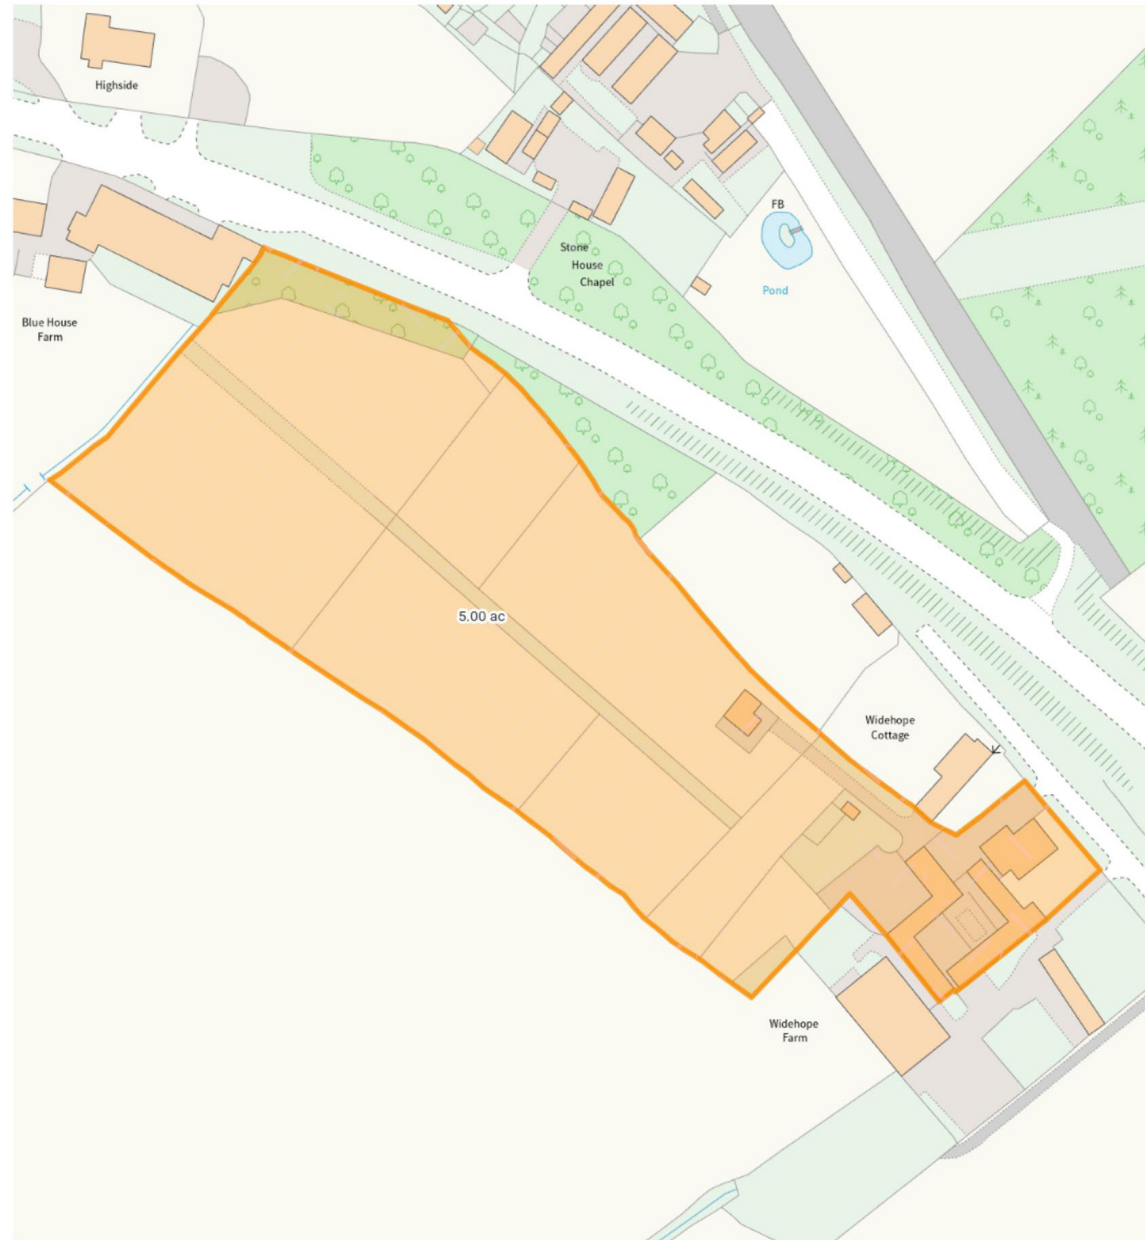 Highside
FB
Stone
House
Chapel
Pond
Blue House
Farm
5.00 ac
Widehope
Cottage
Widehope
Farm